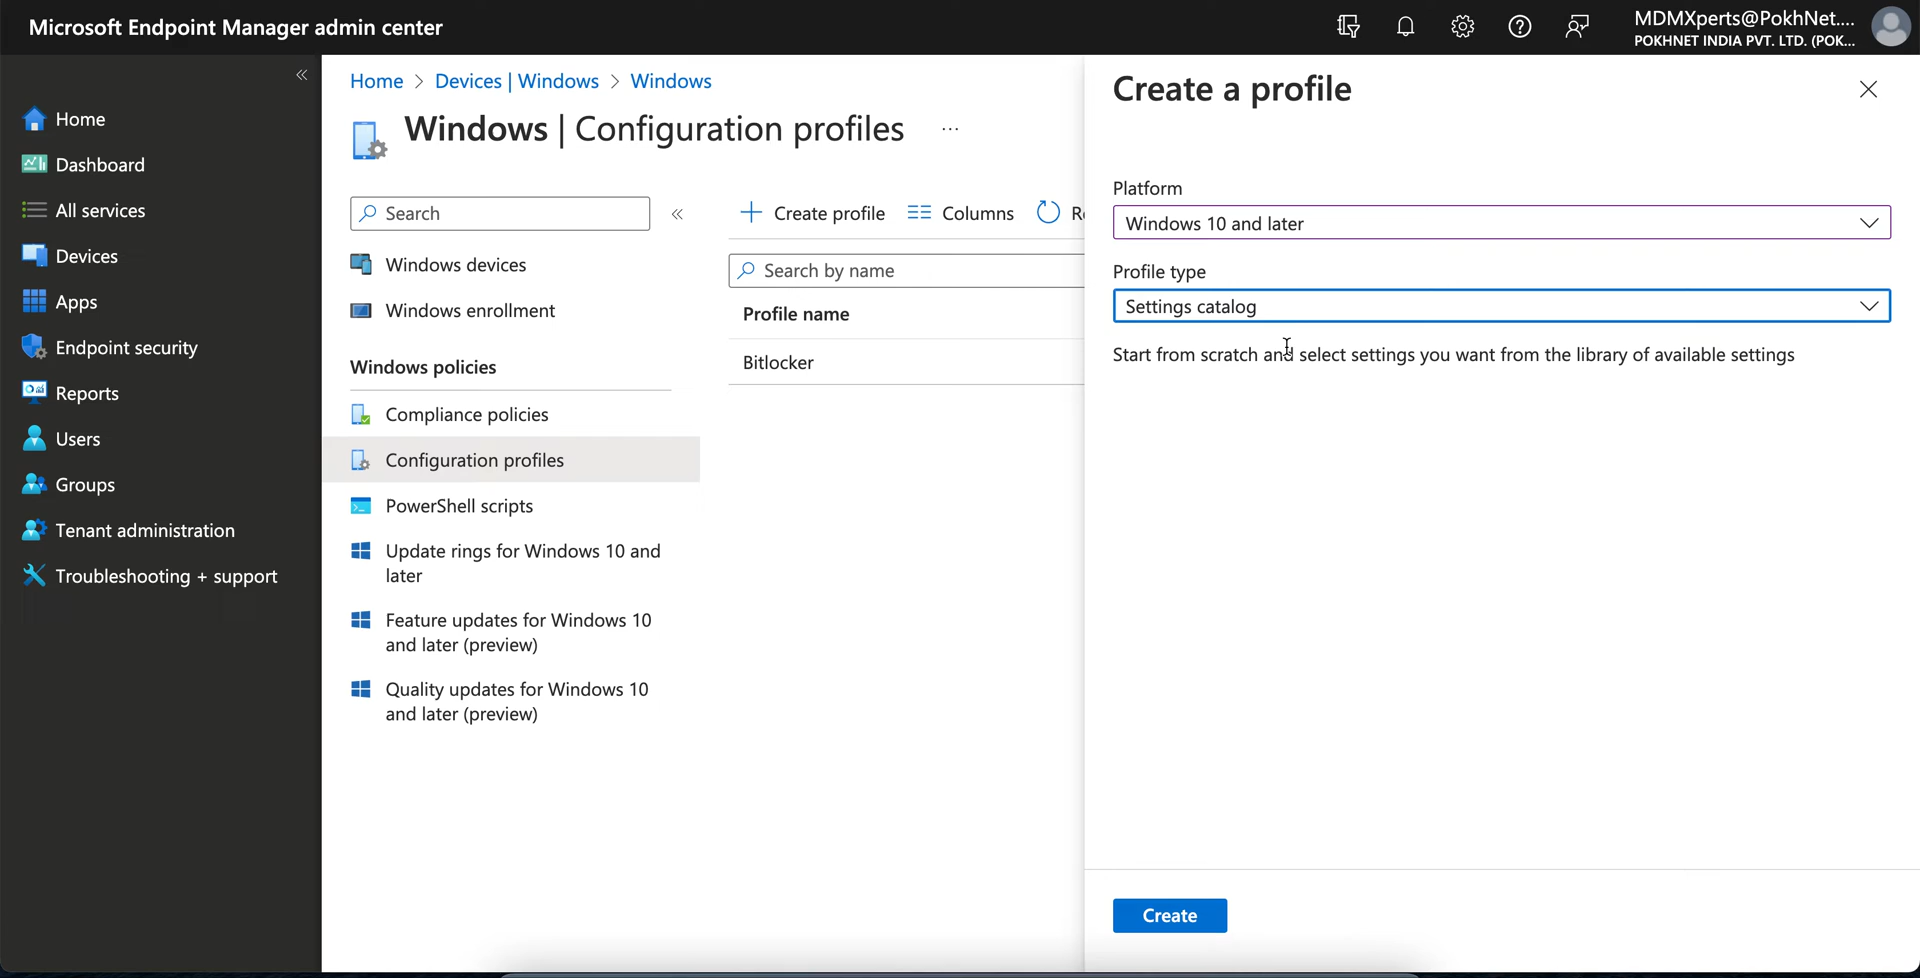 Microsoft Endpoint Manager admin center
MDMXperts@PokhNet....
POKHNET INDIA PVT. LTD. (POK...
Home
Dashboard
All services
Devices
Apps
Endpoint security
Reports
Users
Groups
Tenant administration
Troubleshooting + support
Home > Devices | Windows > Windows
Windows | Configuration profiles ...
Search
Windows devices
Windows enrollment
Windows policies
Compliance policies
Configuration profiles
PowerShell scripts
Update rings for Windows 10 and
later
Feature updates for Windows 10
and later (preview)
Quality updates for Windows 10
and later (preview)
Create profile Columns
Search by name
Profile name
Bitlocker
Create a profile
Platform
Windows 10 and later
Profile type
Settings catalog
Start from scratch and select settings you want from the library of available settings
Create